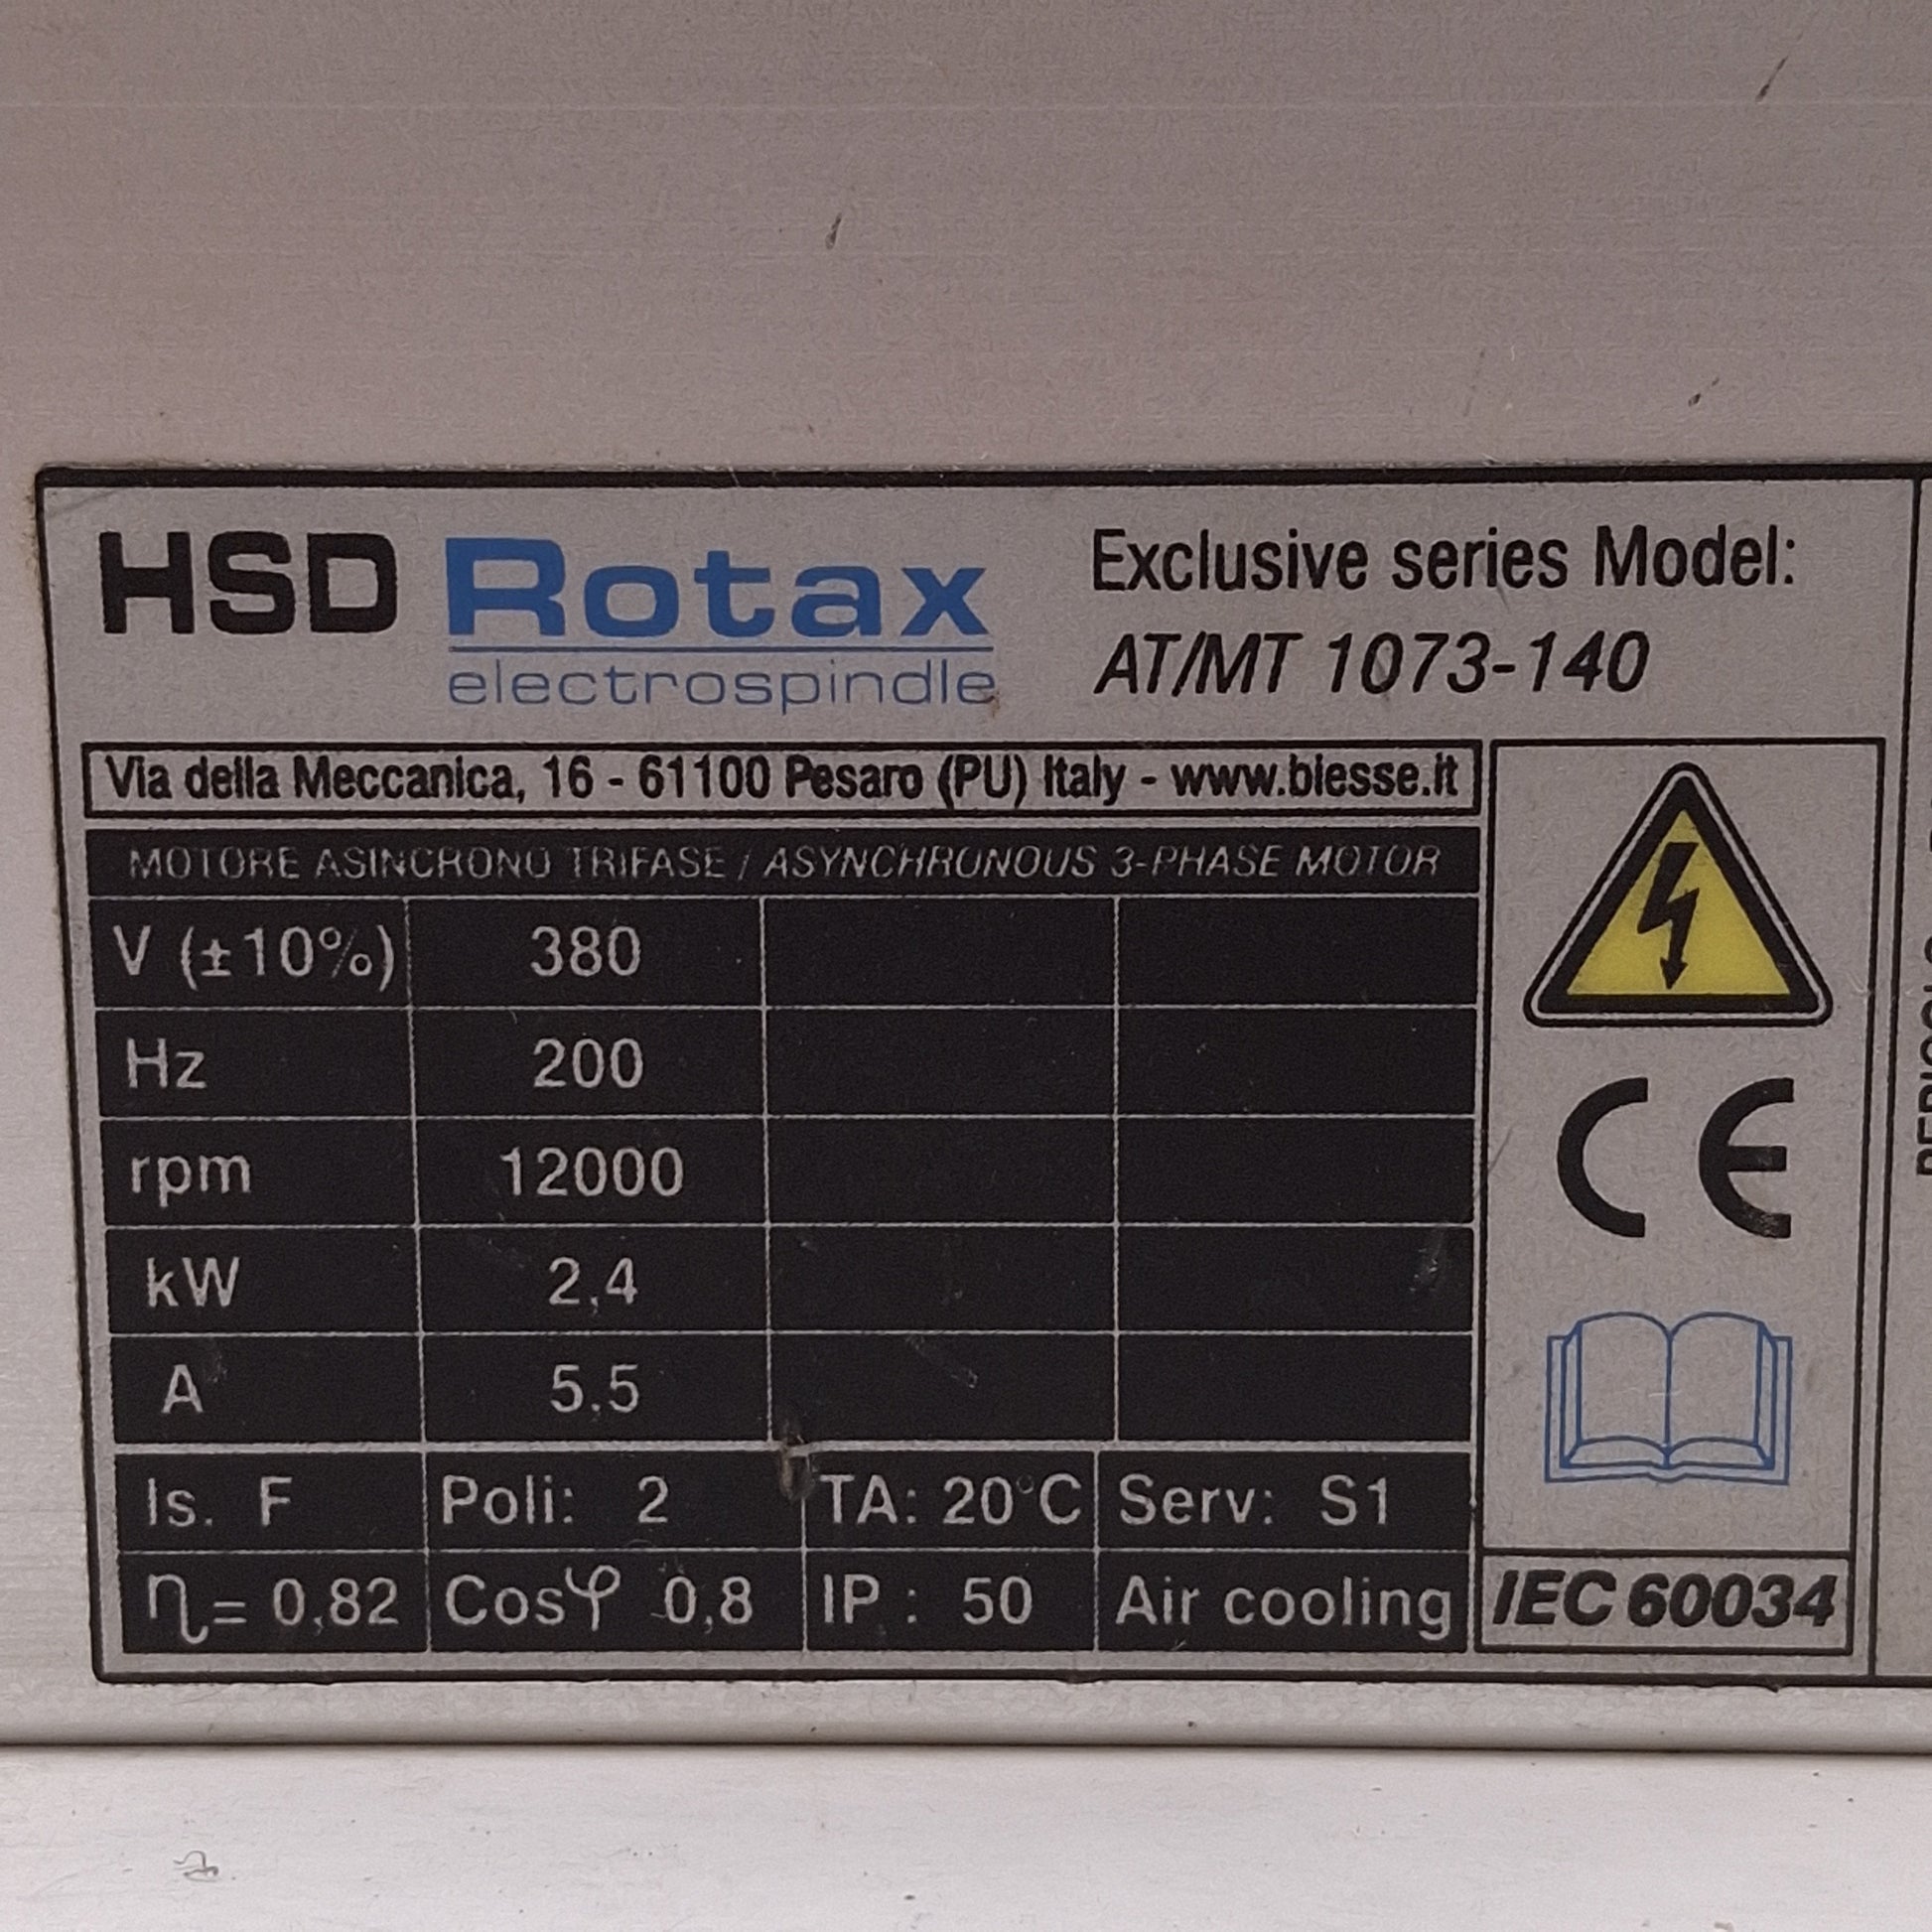 HSD Rotax
electrospindle
Exclusive series Model:
AT/MT 1073-140
Via della Meccanica, 16 - 61100 Pesaro (PU) Italy - www.biesse.it
MOTORE ASINCRONO TRIFASE / ASYNCHRONOUS 3-PHASE MOTOR
V (±10%) 380
Hz 200
rpm 12000
kW 2,4
A 5.5
Is. F Poli: 2 TA: 20°C Serv: S1
η= 0,82 Cosφ 0,8 IP : 50 Air cooling
CE
IEC 60034